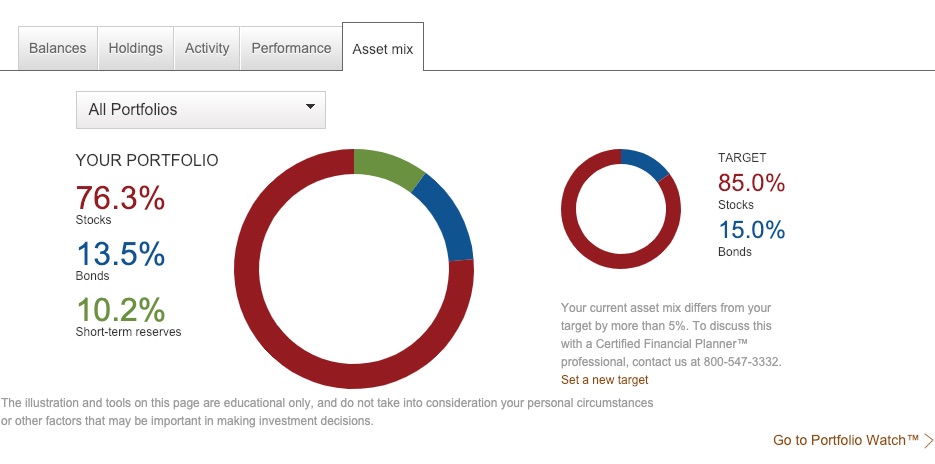 Balances
Holdings
Activity
Performance
Asset mix
All Portfolios
YOUR PORTFOLIO
76.3%
Stocks
13.5%
Bonds
10.2%
Short-term reserves
TARGET
85.0%
Stocks
15.0%
Bonds
Your current asset mix differs from your
target by more than 5%. To discuss this
with a Certified Financial Planner™
professional, contact us at 800-547-3332.
Set a new target
The illustration and tools on this page are educational only, and do not take into consideration your personal circumstances
or other factors that may be important in making investment decisions.
Go to Portfolio Watch™